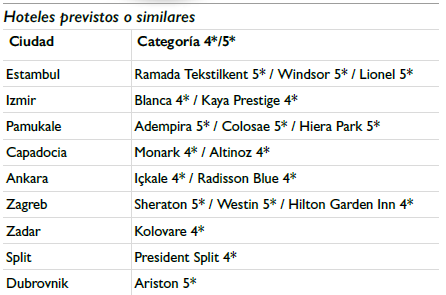 Hoteles previstos o similares
Ciudad Categoría 4*/5*
Estambul Ramada Tekstilkent 5* / Windsor 5* / Lionel 5*
Izmir Blanca 4* / Kaya Prestige 4*
Pamukale Adempira 5* / Colosae 5* / Hiera Park 5*
Capadocia Monark 4* / Altinoz 4*
Ankara Içkale 4* / Radisson Blue 4*
Zagreb Sheraton 5* / Westin 5* / Hilton Garden Inn 4*
Zadar Kolovare 4*
Split President Split 4*
Dubrovnik Ariston 5*